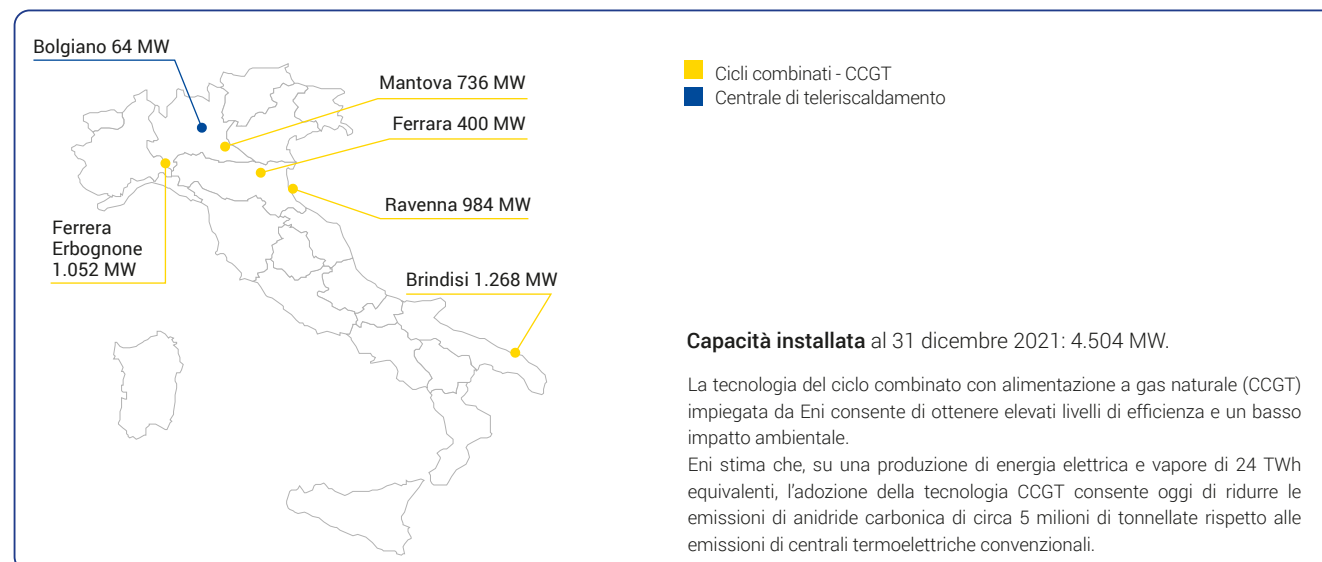 Bolgiano 64 MW
Mantova 736 MW
Ferrara 400 MW
Ravenna 984 MW
Ferrera
Erbognone
1.052 MW
Brindisi 1.268 MW
Cicli combinati - CCGT
Centrale di teleriscaldamento
Capacità installata al 31 dicembre 2021: 4.504 MW.
La tecnologia del ciclo combinato con alimentazione a gas naturale (CCGT)
impiegata da Eni consente di ottenere elevati livelli di efficienza e un basso
impatto ambientale.
Eni stima che, su una produzione di energia elettrica e vapore di 24 TWh
equivalenti, l'adozione della tecnologia CCGT consente oggi di ridurre le
emissioni di anidride carbonica di circa 5 milioni di tonnellate rispetto alle
emissioni di centrali termoelettriche convenzionali.